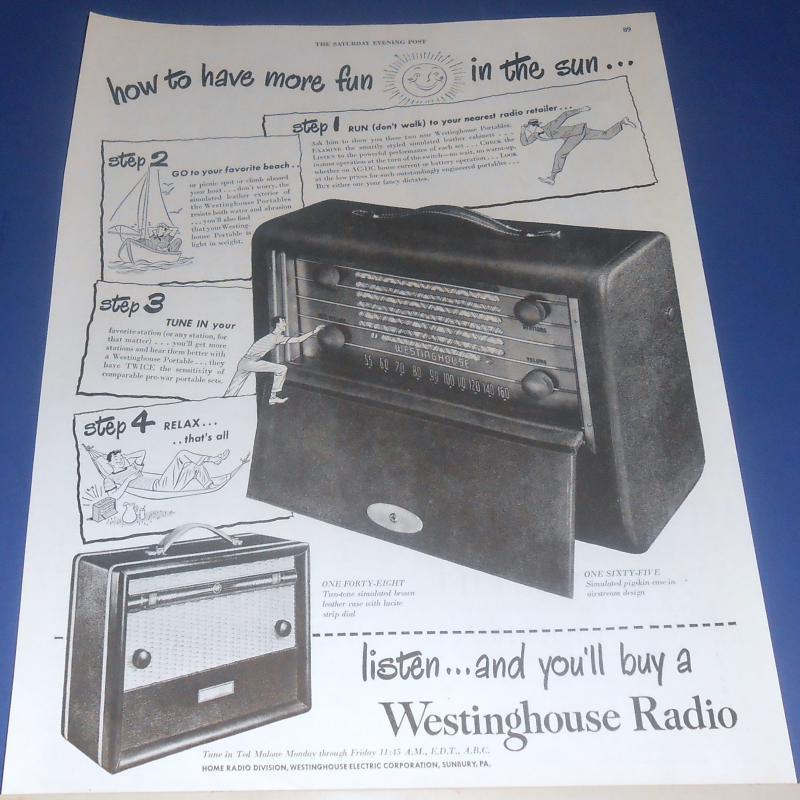 THE SATURDAY EVENING POST
89
how to have more fun in the sun...
step 1 RUN (don't walk) to your nearest radio retailer...
Ask him to show you these two new Westinghouse Portables.
EXAMINE the smartly styled simulated leather cabinets . . .
LISTEN to the powerful performance of each set . . . CHECK the
instant operation at the turn of the switch—no wait, no warm-up,
whether on AC-DC house current or battery operation . . . LOOK
at the low prices for such outstandingly engineered portables . . .
BUY either one your fancy dictates.
step 2 GO to your favorite beach...
or picnic spot or climb aboard
your boat . . . don't worry, the
simulated leather exterior of
the Westinghouse Portables
resists both water and abrasion
. . . you'll also find
that your Westing-
house Portable is
light in weight.
step 3
TUNE IN your
favorite station (or any station, for
that matter) . . . you'll get more
stations and hear them better with
a Westinghouse Portable . . . they
have TWICE the sensitivity of
comparable pre-war portable sets.
step 4 RELAX...
..that's all
WESTINGHOUSE
VOLUME
55 60 70 80 90 100 110 120 140 160
ONE FORTY-EIGHT
Two-tone simulated brown
leather case with lucite
strip dial
ONE SIXTY-FIVE
Simulated pigskin case in
airstream design
listen...and you'll buy a
Westinghouse Radio
Tune in Ted Malone Monday through Friday 11:45 A.M., E.D.T., A.B.C.
HOME RADIO DIVISION, WESTINGHOUSE ELECTRIC CORPORATION, SUNBURY, PA.